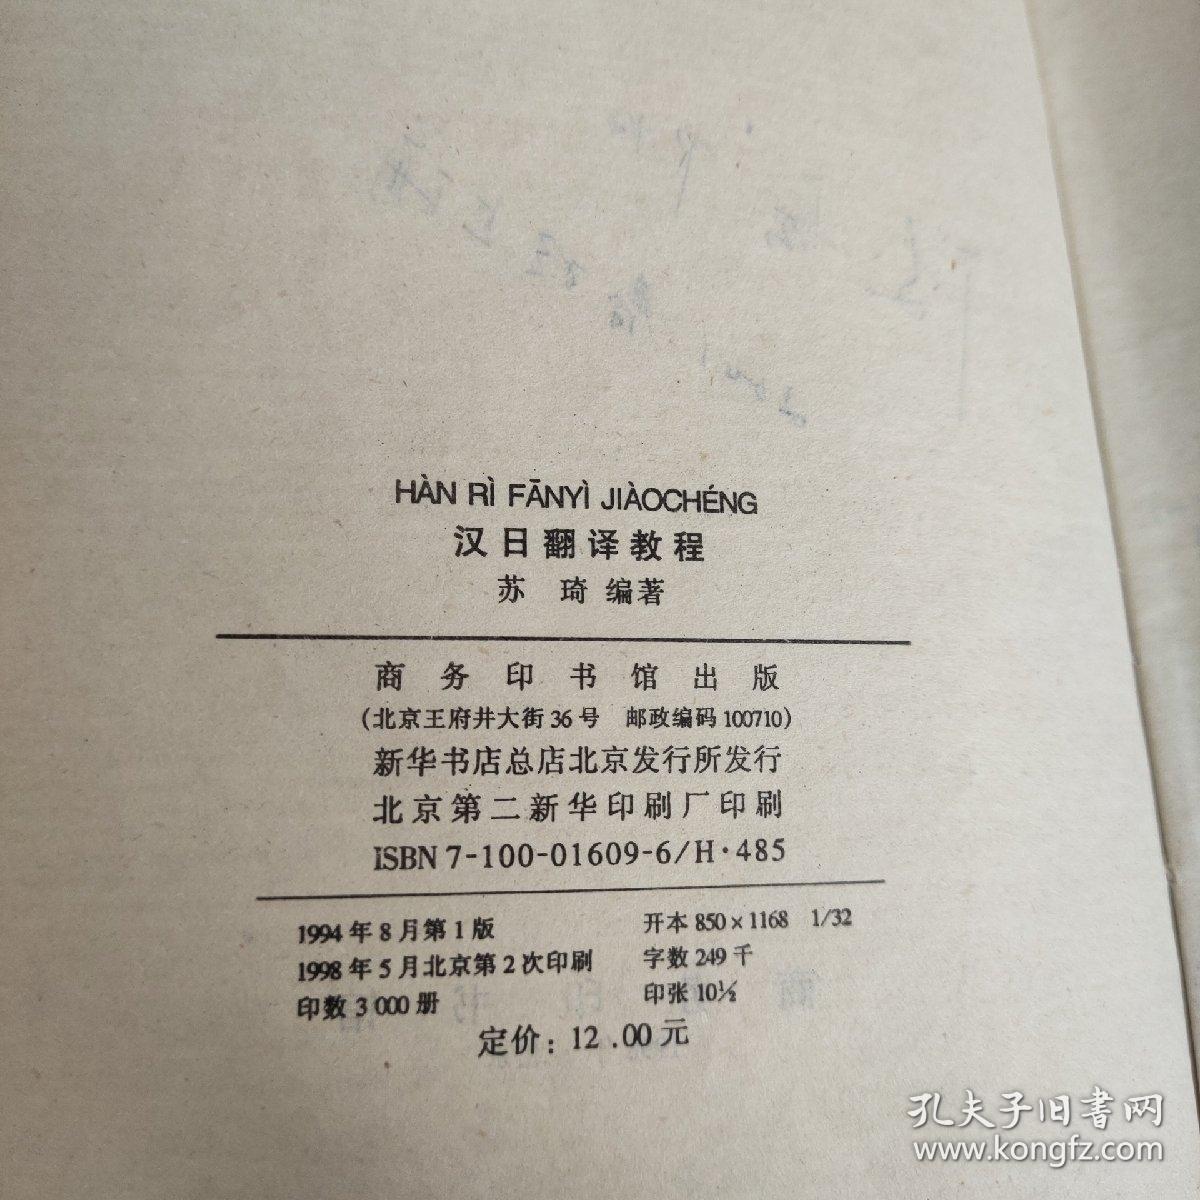 HÀN RÌ FĀNYÌ JIÀOCHÉNG
汉日翻译教程
苏 琦 编著
商务印书馆出版
(北京王府井大街36号 邮政编码100710)
新华书店总店北京发行所发行
北京第二新华印刷厂印刷
ISBN 7-100-01609-6/H·485
1994年8月第1版 开本 850×1168 1/32
1998年5月北京第2次印刷 字数 249 千
印数 3 000 册 印张 10½
定价: 12.00元
孔夫子旧书网
www.kongfz.com